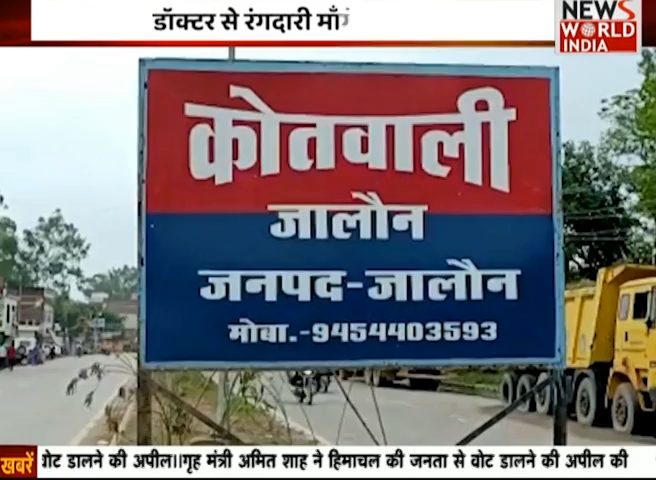 डॉक्टर से रंगदारी
NEWS
WORLD
INDIA
कोतवाली
जालौन
जनपद-जालौन
मोबा.-9454403593
खबरें
डालने की अपील।।गृह मंत्री अमित शाह ने हिमाचल की जनता से वोट डालने की अपील की